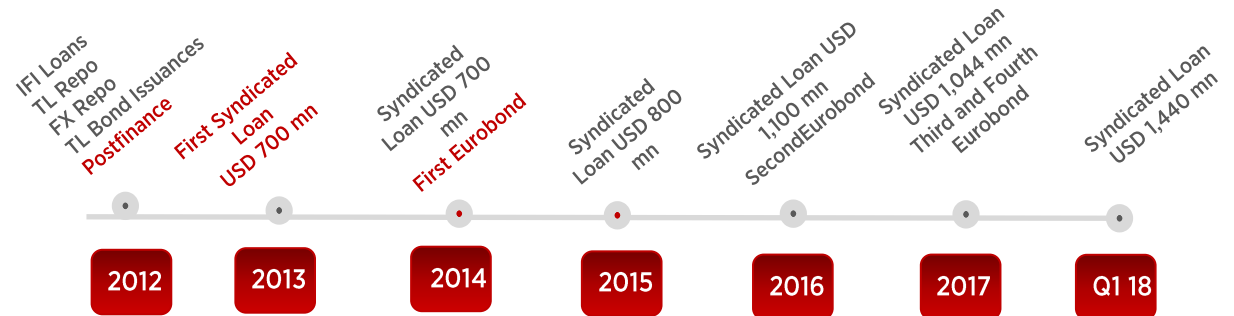 IFI Loans
TL Repo
FX Repo
TL Bond Issuances
Postfinance
First Syndicated
Loan
USD 700 mn
Syndicated
Loan USD 700
mn
First Eurobond
Syndicated
Loan USD 800
mn
Syndicated Loan USD
1,100 mn
SecondEurobond
Syndicated Loan
USD 1,044 mn
Third and Fourth
Eurobond
Syndicated Loan
USD 1,440 mn
2012
2013
2014
2015
2016
2017
Q1 18